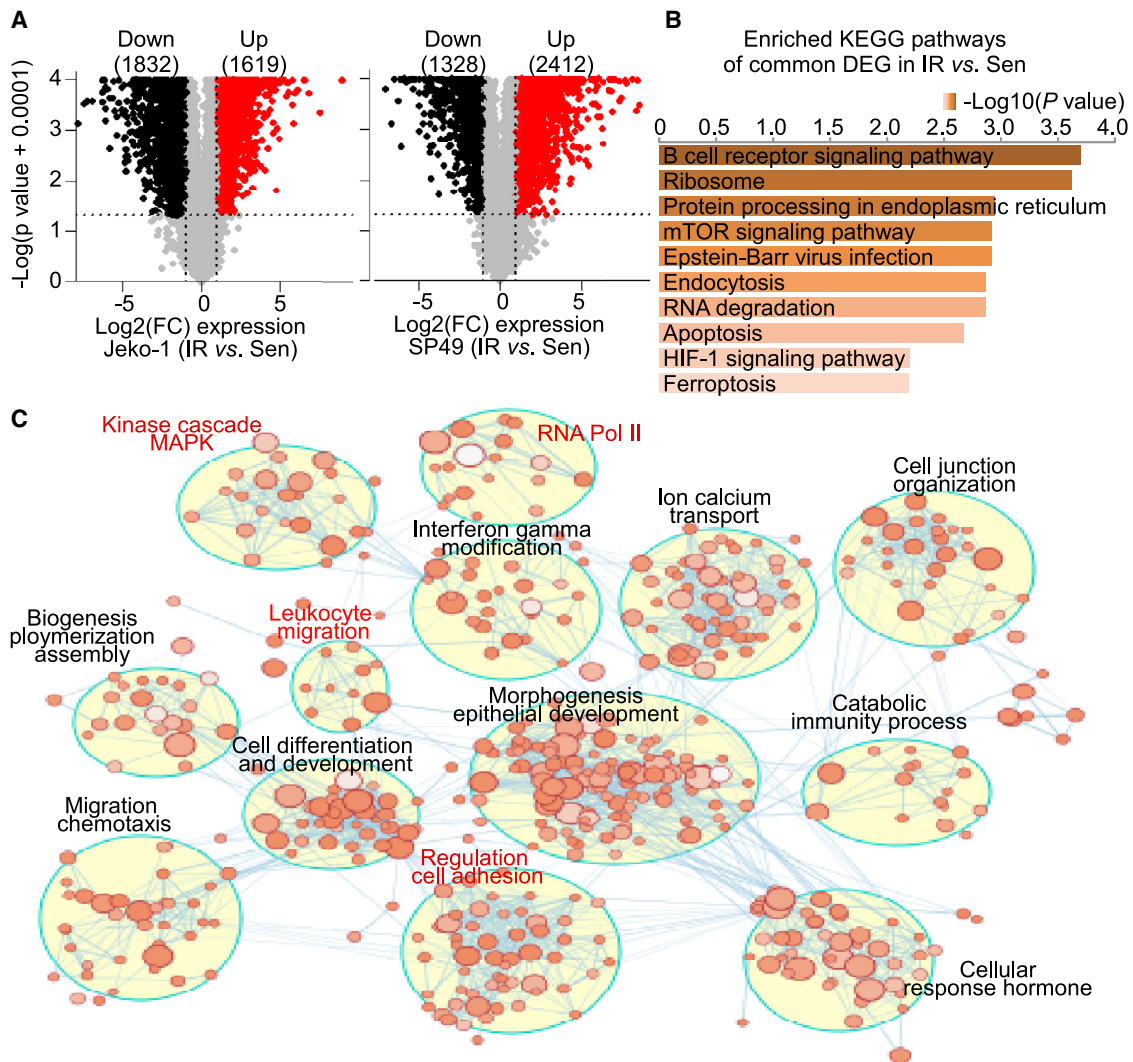 A
Down
(1832)
Up
(1619)
Down
(1328)
Up
(2412)
-Log(p value + 0.0001)
4
3
2
1
0
-5
0
5
Log2(FC) expression
Jeko-1 (IR vs. Sen)
-5
0
5
Log2(FC) expression
SP49 (IR vs. Sen)
B
Enriched KEGG pathways
of common DEG in IR vs. Sen
-Log10(P value)
0 0.5 1.0 1.5 2.0 2.5 3.0 3.5 4.0
B cell receptor signaling pathway
Ribosome
Protein processing in endoplasmic reticulum
mTOR signaling pathway
Epstein-Barr virus infection
Endocytosis
RNA degradation
Apoptosis
HIF-1 signaling pathway
Ferroptosis
C
Kinase cascade
MAPK
RNA Pol II
Cell junction
organization
Ion calcium
transport
Interferon gamma
modification
Biogenesis
ploymerization
assembly
Leukocyte
migration
Morphogenesis
epithelial development
Catabolic
immunity process
Cell differentiation
and development
Migration
chemotaxis
Regulation
cell adhesion
Cellular
response hormone